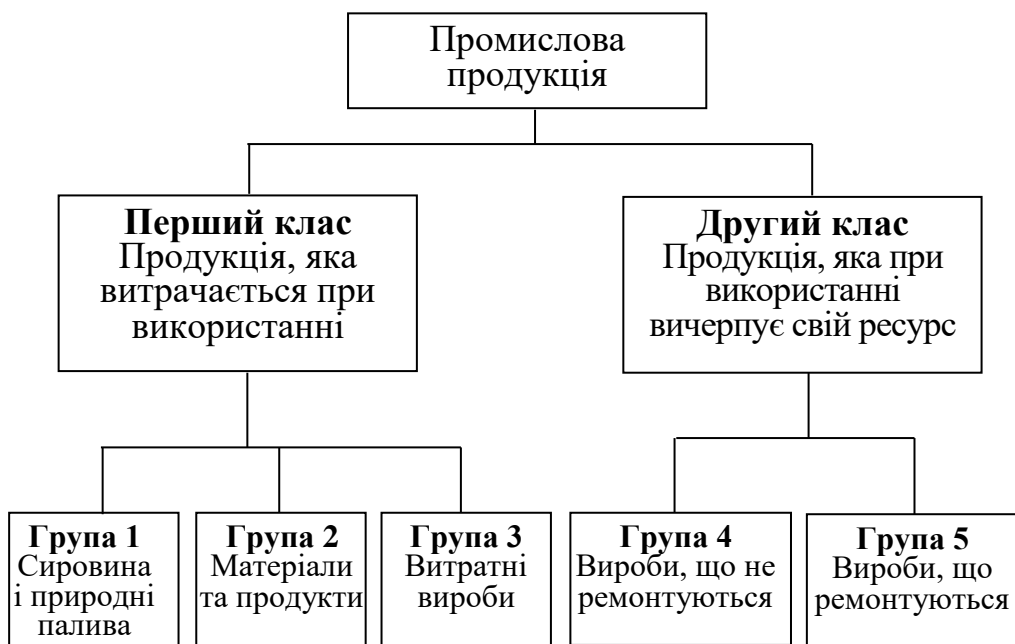 Промислова
продукція
Перший клас
Продукція, яка
витрачається при
використанні
Другий клас
Продукція, яка при
використанні
вичерпує свій ресурс
Група 1
Сировина
і природні
палива
Група 2
Матеріали
та продукти
Група 3
Витратні
вироби
Група 4
Вироби, що не
ремонтуються
Група 5
Вироби, що
ремонтуються